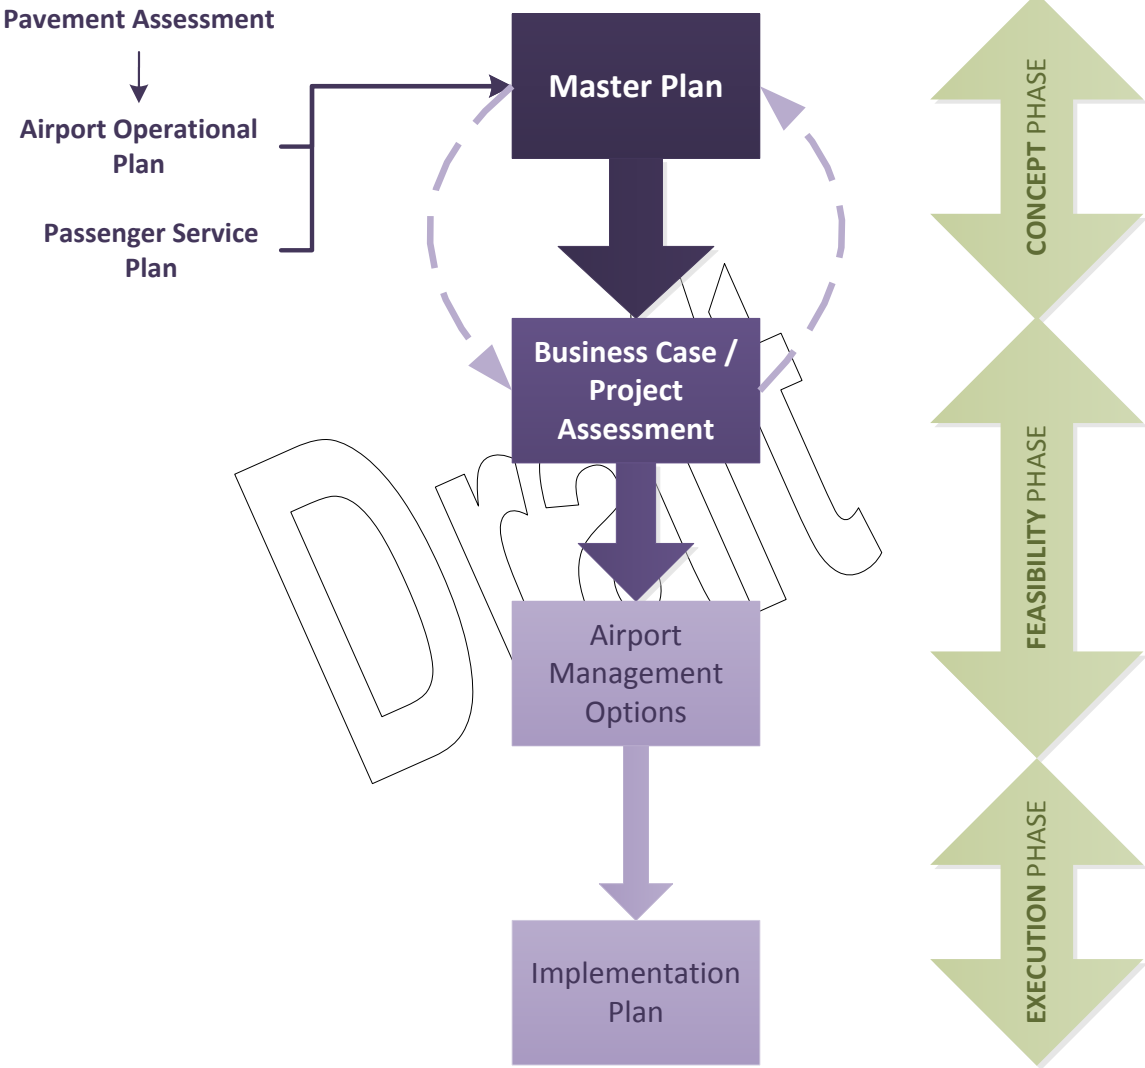 Pavement Assessment
Airport Operational
Plan
Passenger Service
Plan
Master Plan
Business Case /
Project
Assessment
Airport
Management
Options
Implementation
Plan
CONCEPT PHASE
FEASIBILITY PHASE
EXECUTION PHASE
Draft